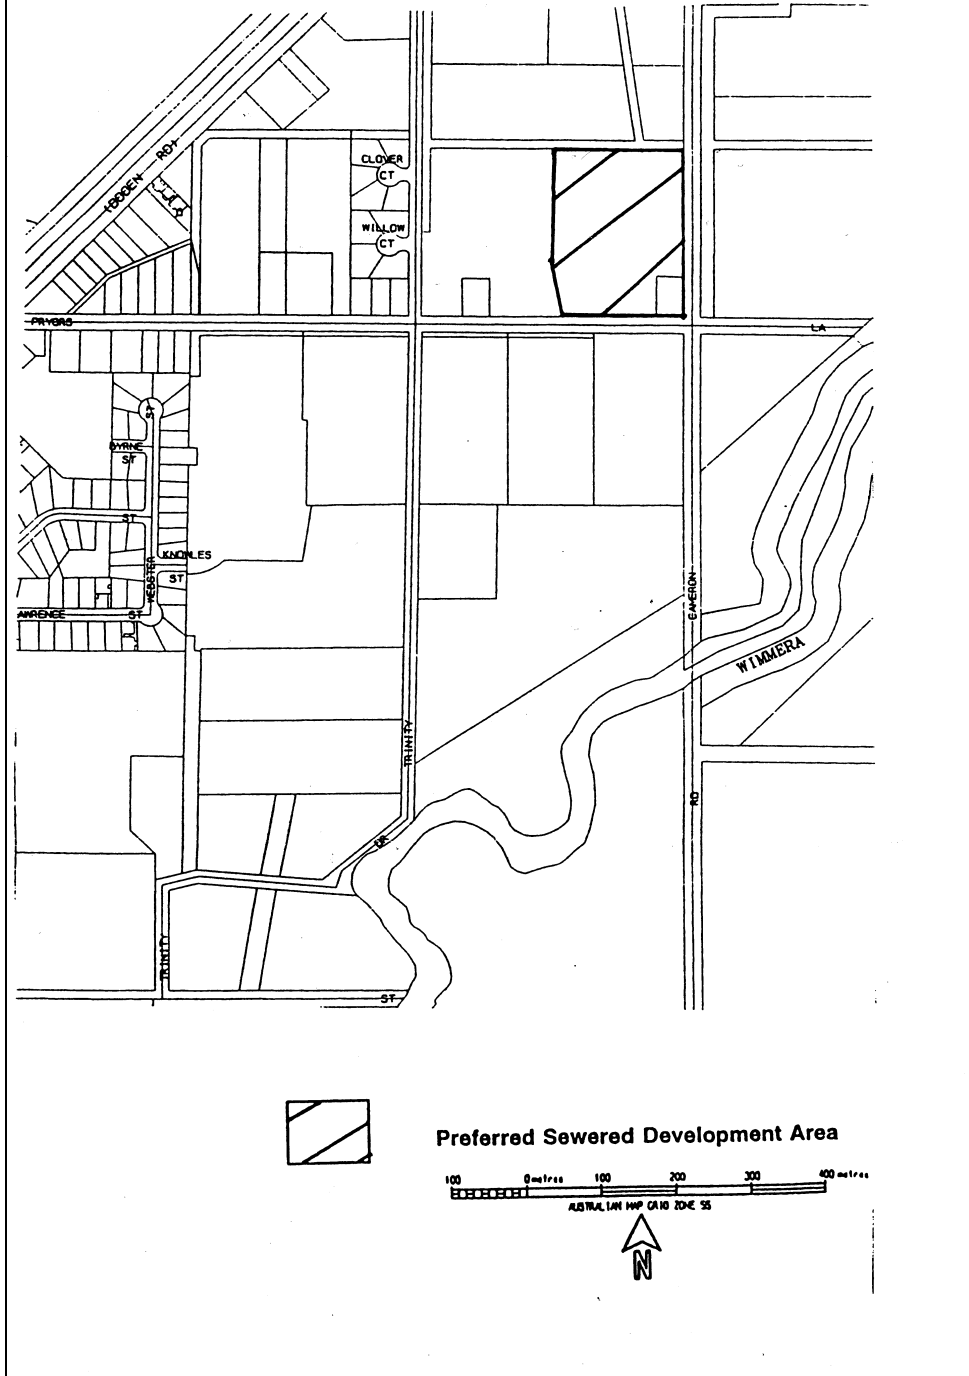 CLOVER
CT
WILLOW
CT
PRYORS
LA
ST
BYRNE
ST
ST
KNOWLES
ST
WEBSTER
AWRENCE
ST
CAMERON
WIMMERA
TRINITY
RD
DR
TRINITY
ST
Preferred Sewered Development Area
100 0 metres 100 200 300 400 metres
AUSTRALIAN MAP GRID ZONE 55
N